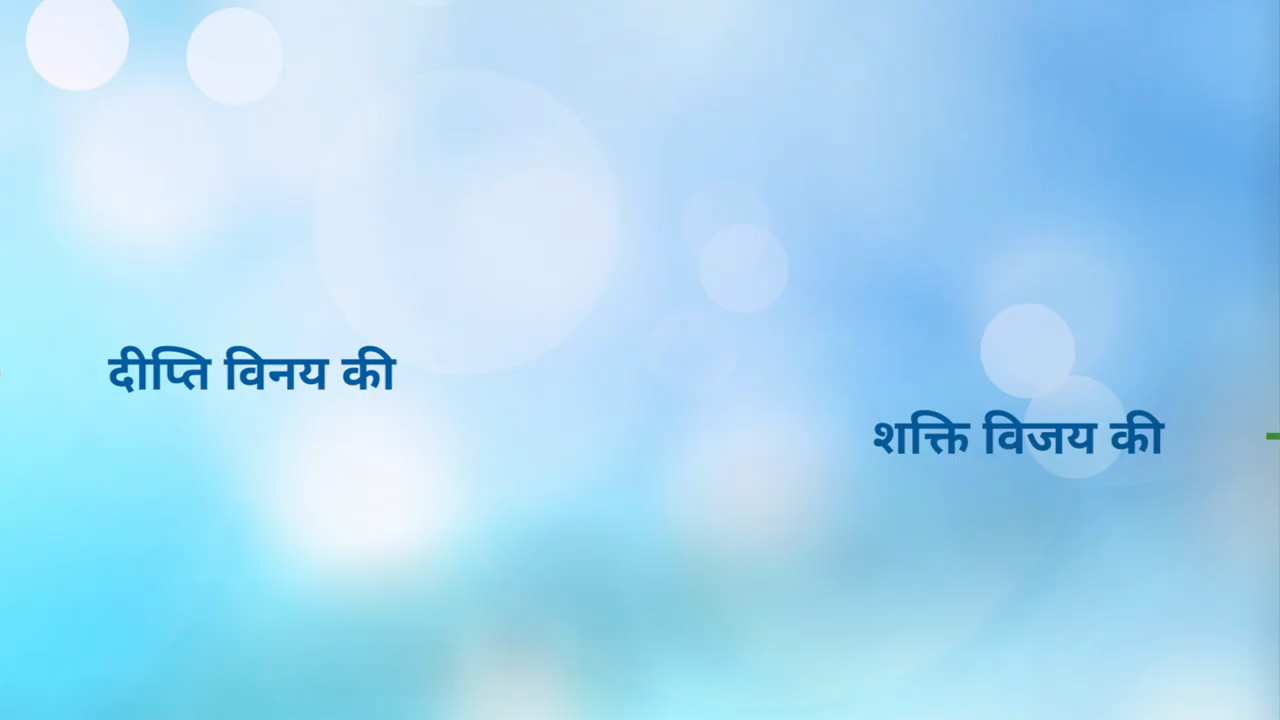 दीप्ति विनय की
शक्ति विजय की